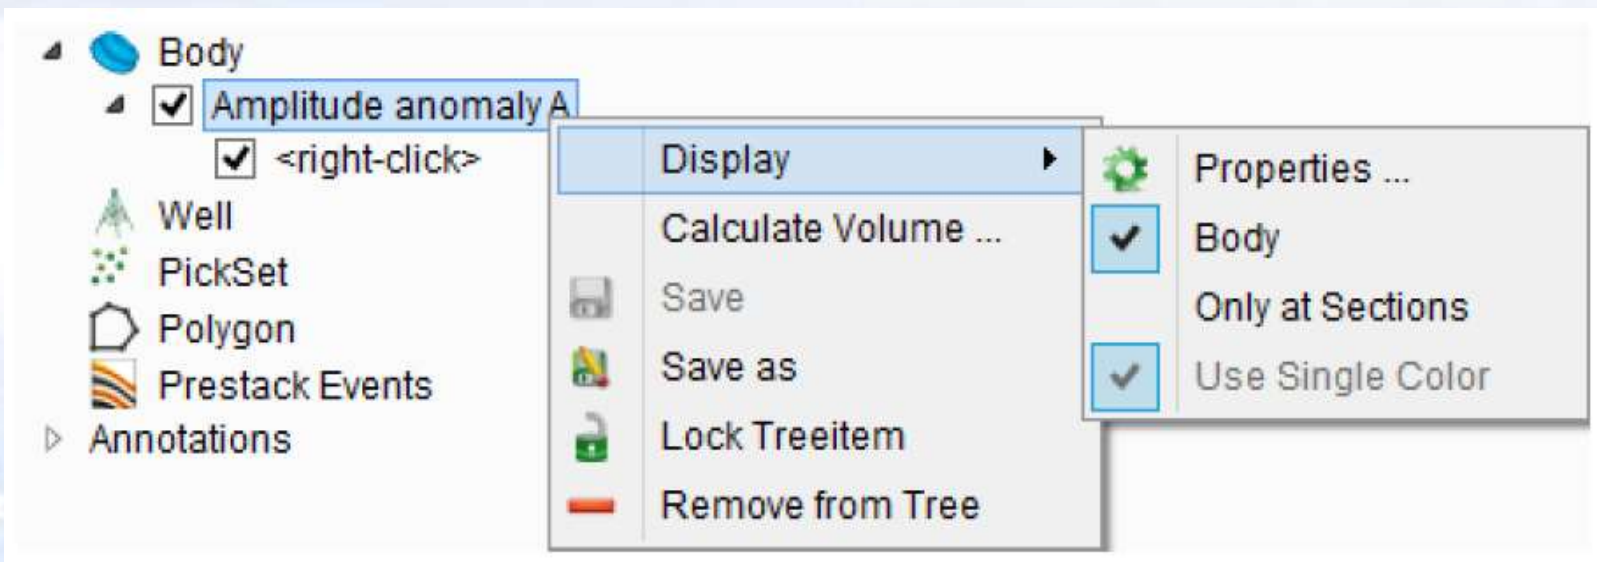 Body
Amplitude anomaly A
<right-click>
Well
PickSet
Polygon
Prestack Events
Annotations
Display
Calculate Volume ...
Save
Save as
Lock Treeitem
Remove from Tree
Properties ...
Body
Only at Sections
Use Single Color